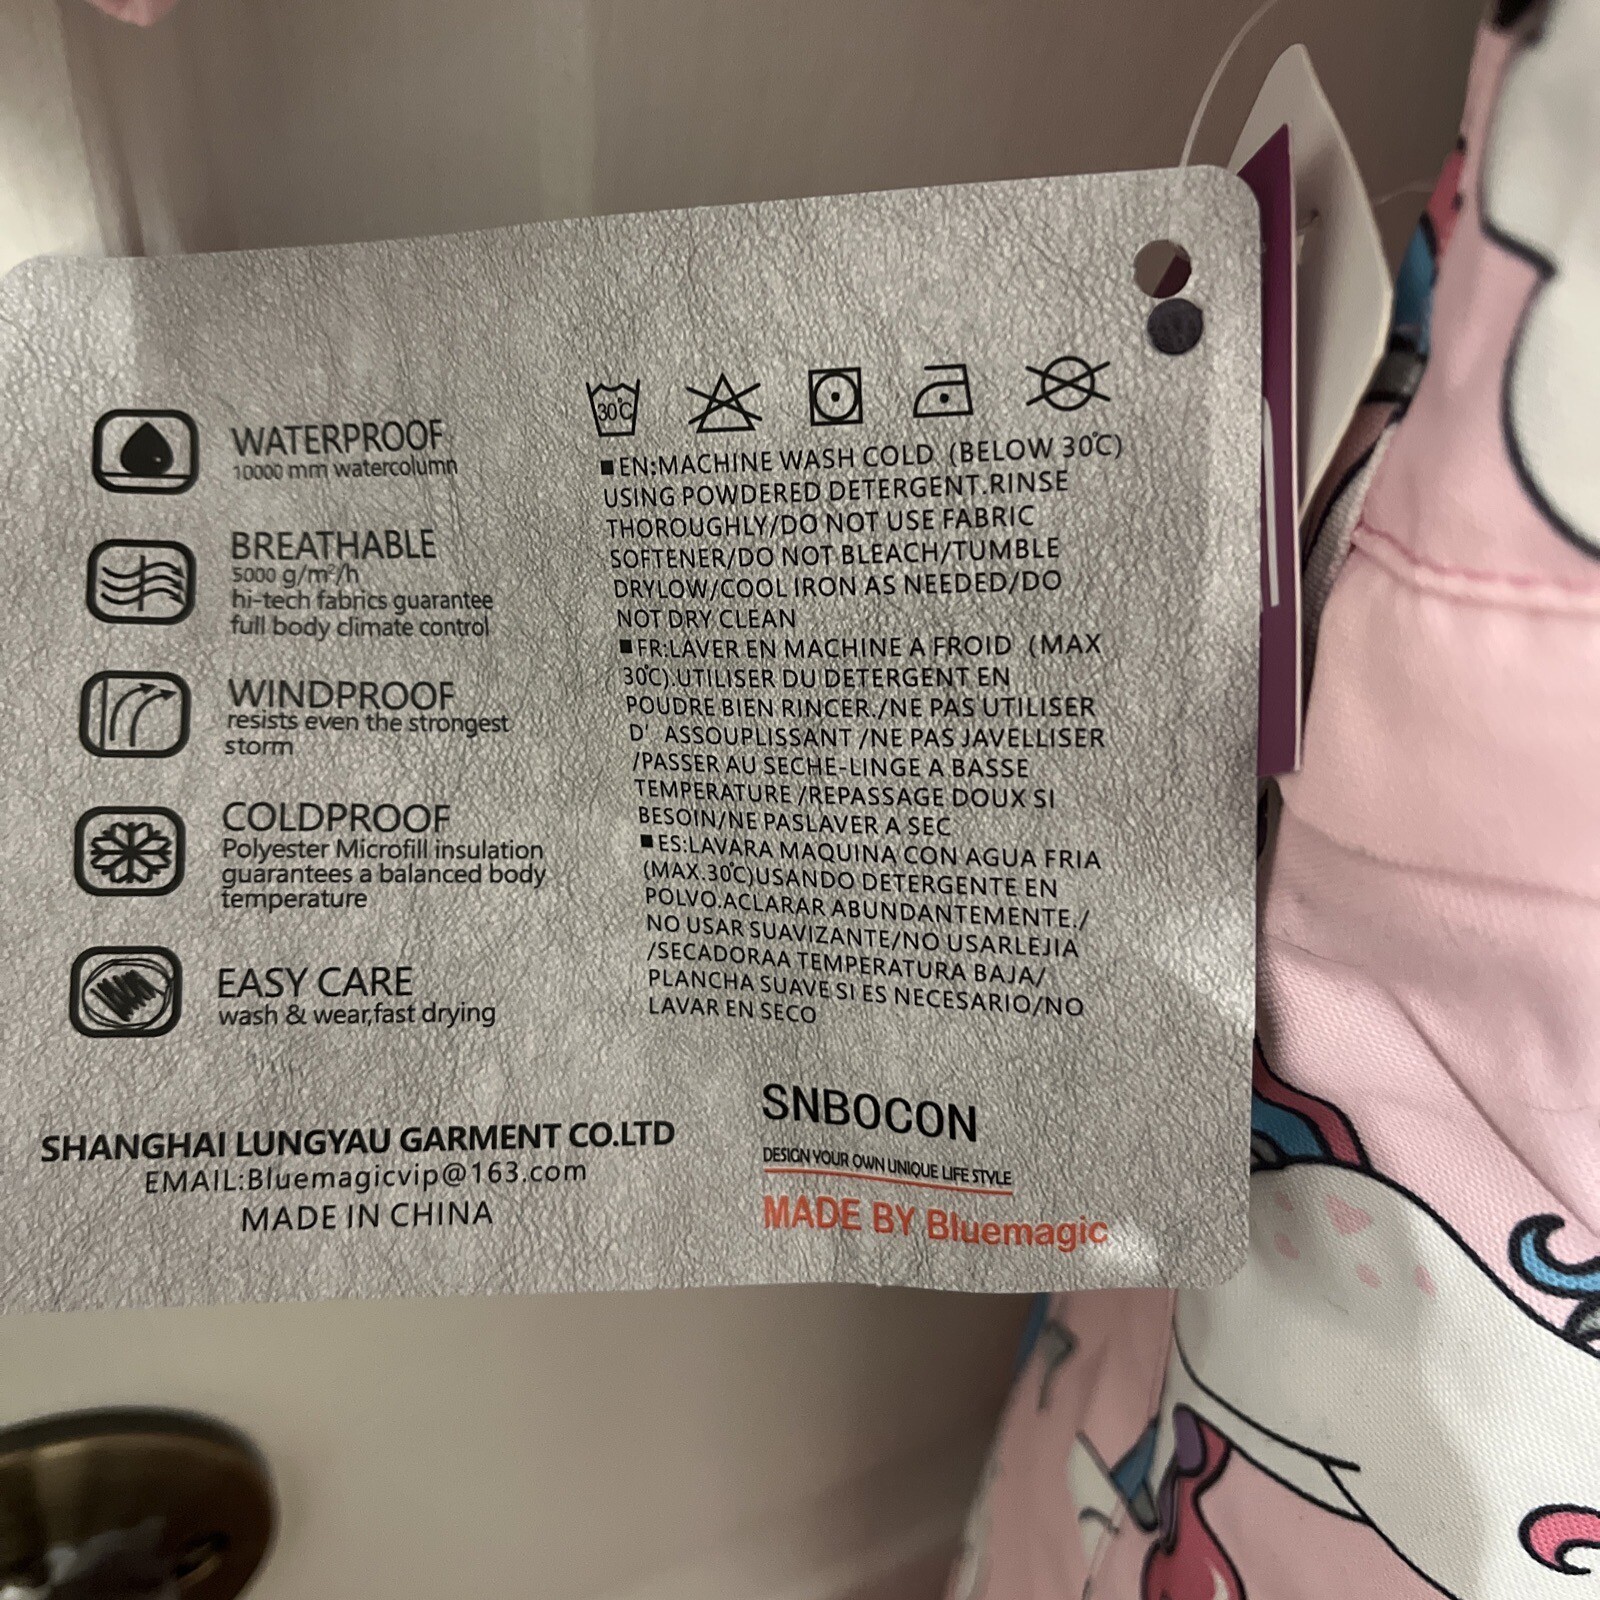 WATERPROOF
10000 mm watercolumn
BREATHABLE
5000 g/m²/h
hi-tech fabrics guarantee
full body climate control
WINDPROOF
resists even the strongest
storm
COLDPROOF
Polyester Microfill insulation
guarantees a balanced body
temperature
EASY CARE
wash & wear,fast drying
30℃
■EN:MACHINE WASH COLD (BELOW 30℃)
USING POWDERED DETERGENT.RINSE
THOROUGHLY/DO NOT USE FABRIC
SOFTENER/DO NOT BLEACH/TUMBLE
DRYLOW/COOL IRON AS NEEDED/DO
NOT DRY CLEAN
■FR:LAVER EN MACHINE A FROID (MAX
30℃).UTILISER DU DETERGENT EN
POUDRE BIEN RINCER./NE PAS UTILISER
D' ASSOUPLISSANT /NE PAS JAVELLISER
/PASSER AU SECHE-LINGE A BASSE
TEMPERATURE /REPASSAGE DOUX SI
BESOIN/NE PASLAVER A SEC
■ES:LAVARA MAQUINA CON AGUA FRIA
(MAX.30℃)USANDO DETERGENTE EN
POLVO.ACLARAR ABUNDANTEMENTE./
NO USAR SUAVIZANTE/NO USARLEJIA
/SECADORAA TEMPERATURA BAJA/
PLANCHA SUAVE SI ES NECESARIO/NO
LAVAR EN SECO
SHANGHAI LUNGYAU GARMENT CO.LTD
EMAIL:Bluemagicvip@163.com
MADE IN CHINA
SNBOCON
DESIGN YOUR OWN UNIQUE LIFE STYLE
MADE BY Bluemagic